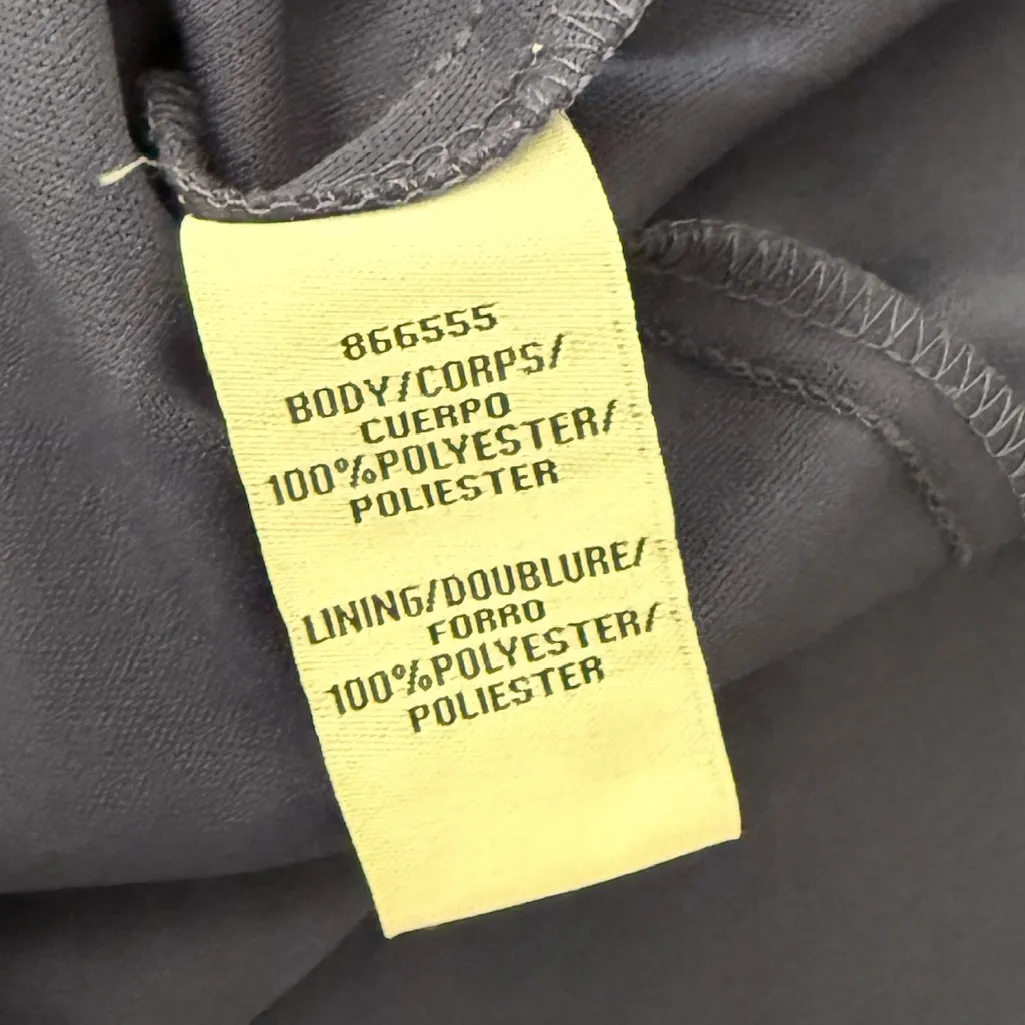 866555
BODY/CORPS/
CUERPO
100%POLYESTER/
POLIESTER
LINING/DOUBLURE/
FORRO
100%POLYESTER/
POLIESTER